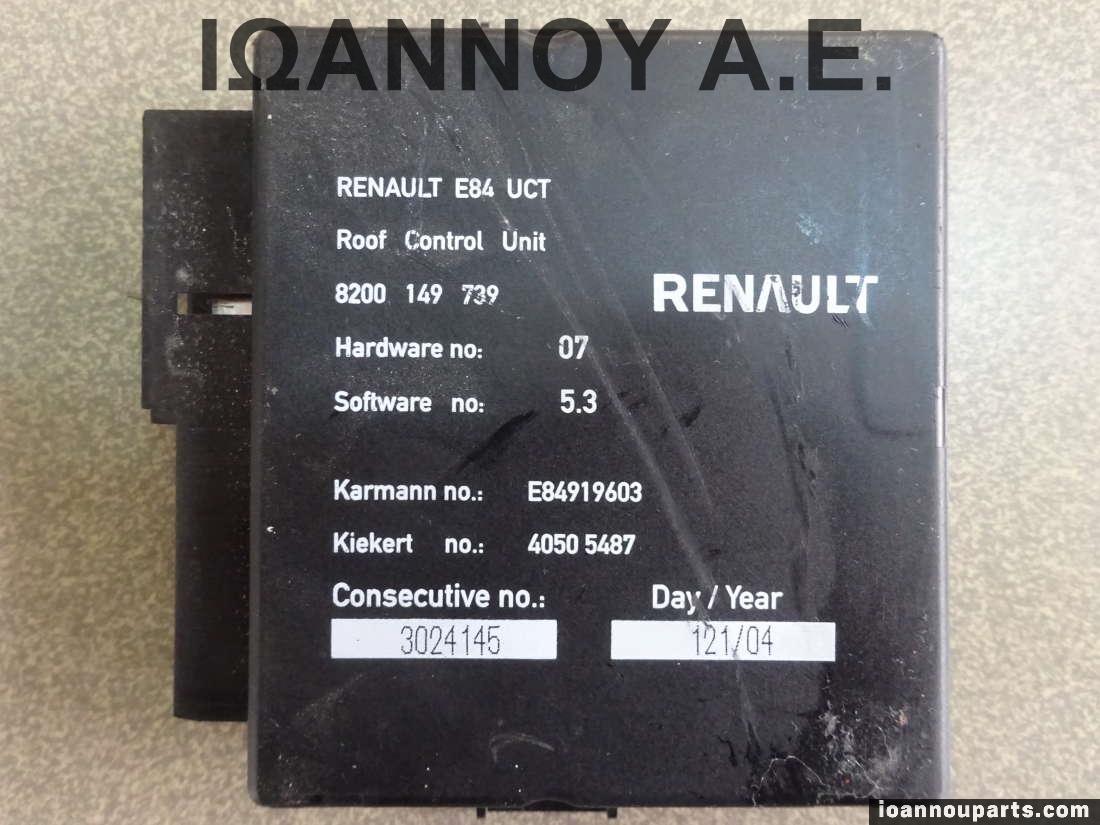 ΙΩΑΝΝΟΥ Α.Ε.
RENAULT E84 UCT
Roof Control Unit
8200 149 739
RENAULT
Hardware no: 07
Software no: 5.3
Karmann no.: E84919603
Kiekert no.: 4050 5487
Consecutive no.: Day / Year
3024145 121/04
ioannouparts.com